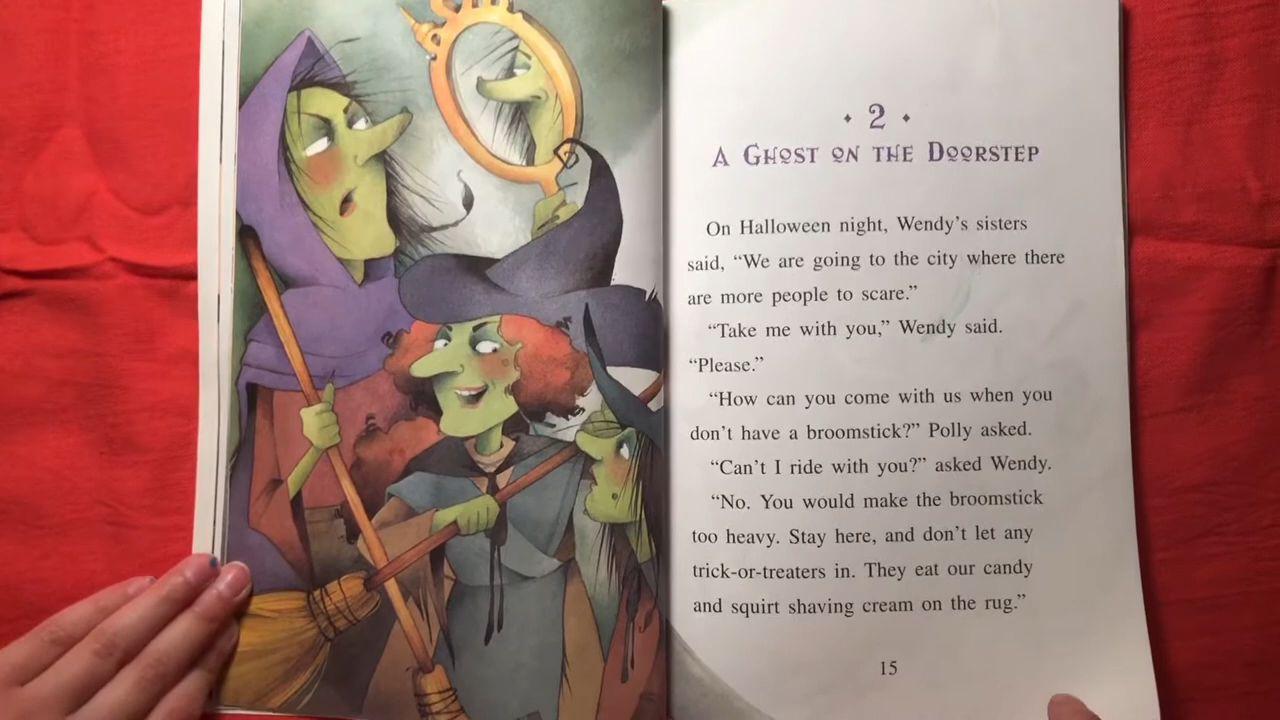 2
A Ghost on the Doorstep
On Halloween night, Wendy’s sisters
said, “We are going to the city where there
are more people to scare.”
“Take me with you,” Wendy said.
“Please.”
“How can you come with us when you
don’t have a broomstick?” Polly asked.
“Can’t I ride with you?” asked Wendy.
“No. You would make the broomstick
too heavy. Stay here, and don’t let any
trick-or-treaters in. They eat our candy
and squirt shaving cream on the rug.”
15